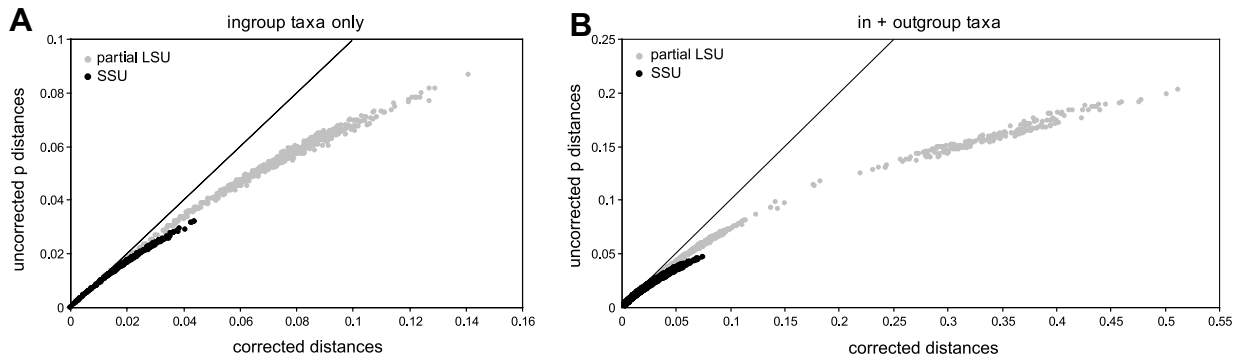 A
ingroup taxa only
partial LSU
SSU
uncorrected p distances
0.1
0.08
0.06
0.04
0.02
0
0 0.02 0.04 0.06 0.08 0.1 0.12 0.14 0.16
corrected distances
B
in + outgroup taxa
partial LSU
SSU
uncorrected p distances
0.25
0.2
0.15
0.1
0.05
0
0 0.05 0.1 0.15 0.2 0.25 0.3 0.35 0.4 0.45 0.5 0.55
corrected distances